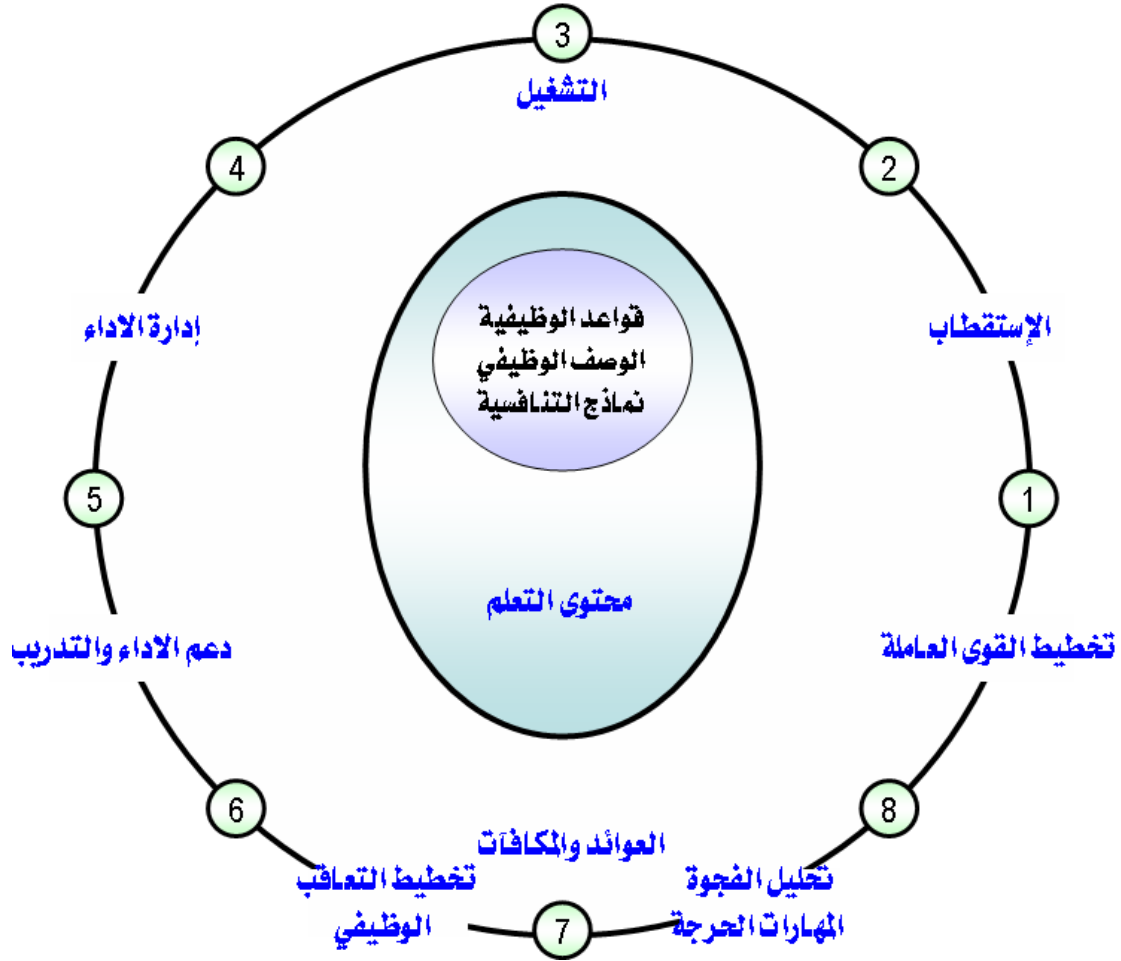 3
التشغيل
4
2
قواعد الوظيفية
الوصف الوظيفي
نماذج التنافسية
الإستقطاب
إدارة الاداء
1
5
محتوى التعلم
تخطيط القوى العاملة
دعم الاداء والتدريب
8
6
العوائد والمكافآت
تحليل الفجوة
المهارات الحرجة
تخطيط التعاقب
الوظيفي
7